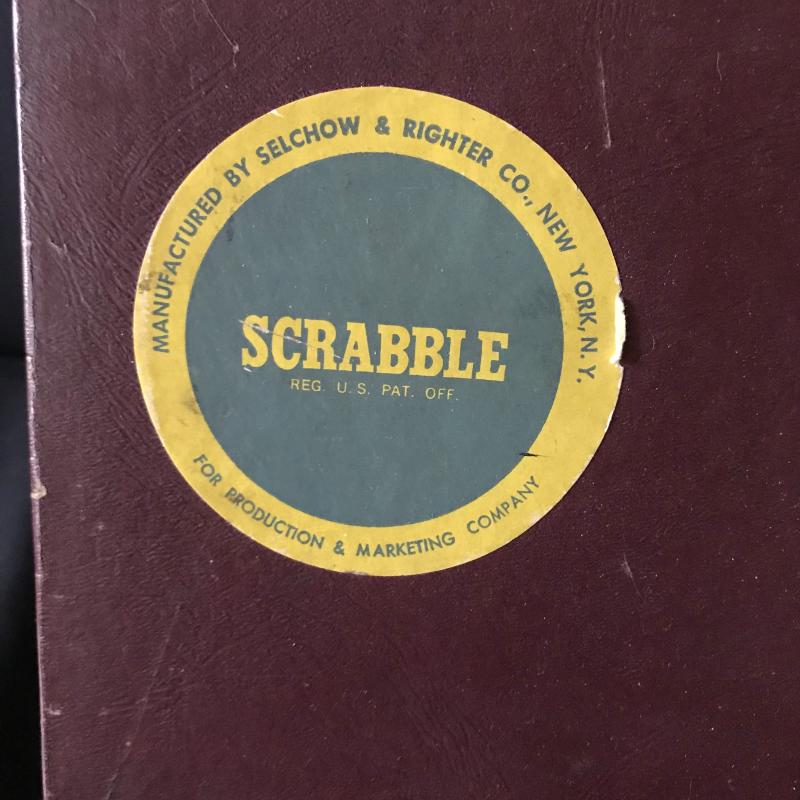 MANUFACTURED BY SELCHOW & RIGHTER CO., NEW YORK, N.Y.
SCRABBLE
REG. U.S. PAT. OFF.
FOR PRODUCTION & MARKETING COMPANY